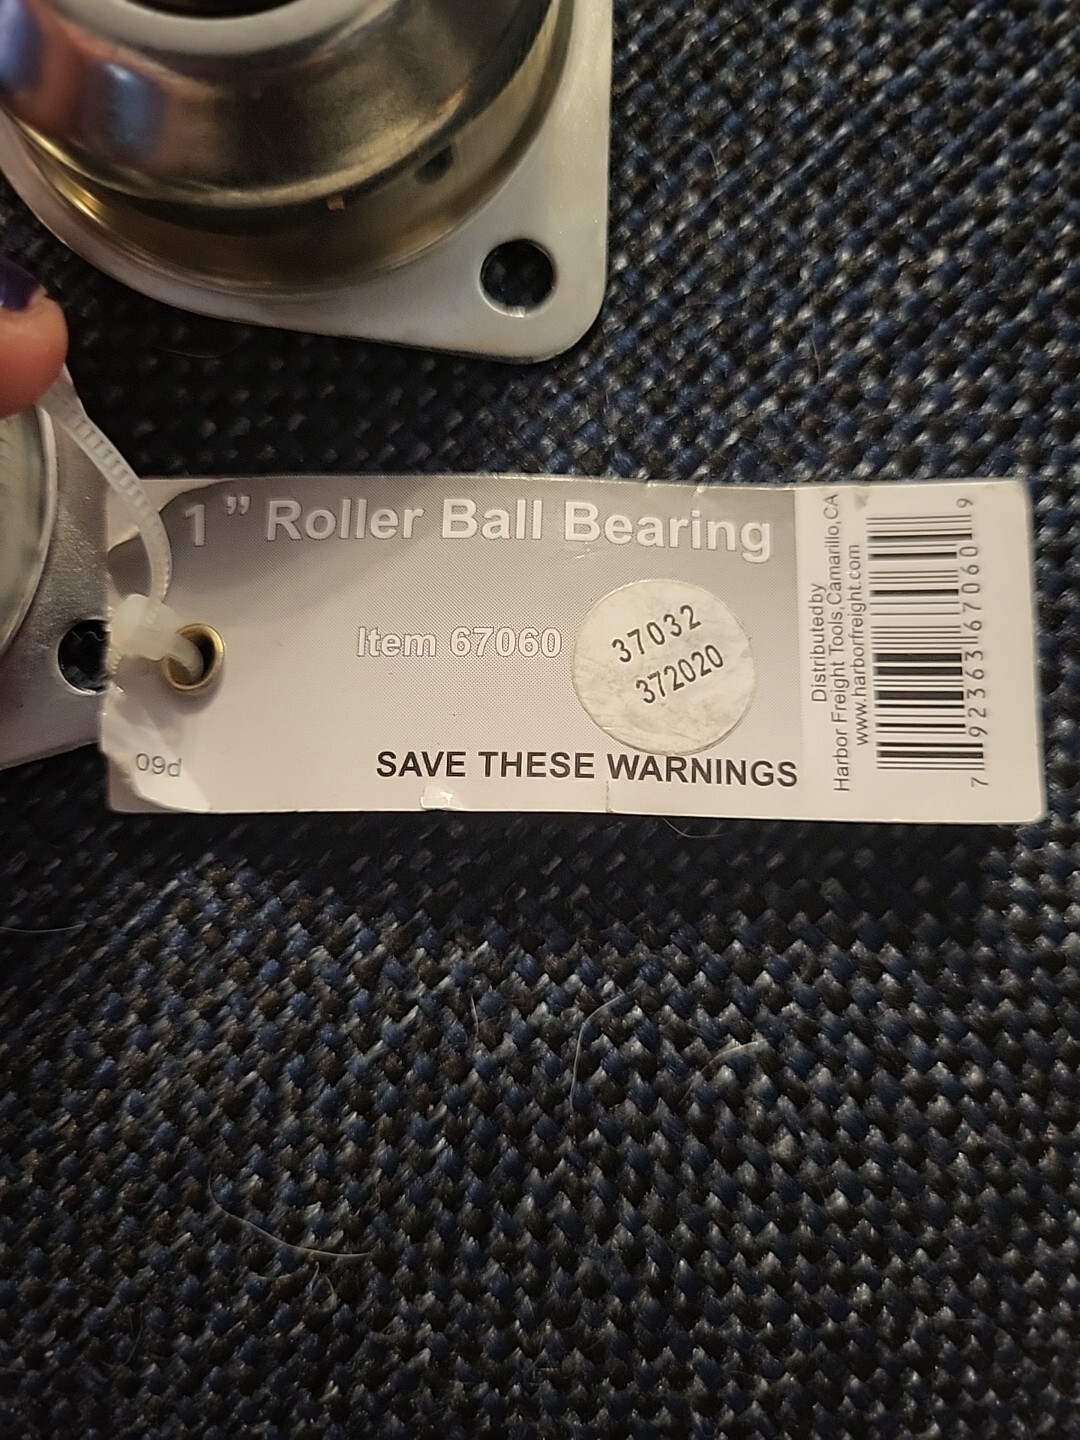 1" Roller Ball Bearing
Item 67060
37032
372020
SAVE THESE WARNINGS
09d
Distributed by
Harbor Freight Tools, Camarillo, CA
www.harborfreight.com
7 92363 67060 9